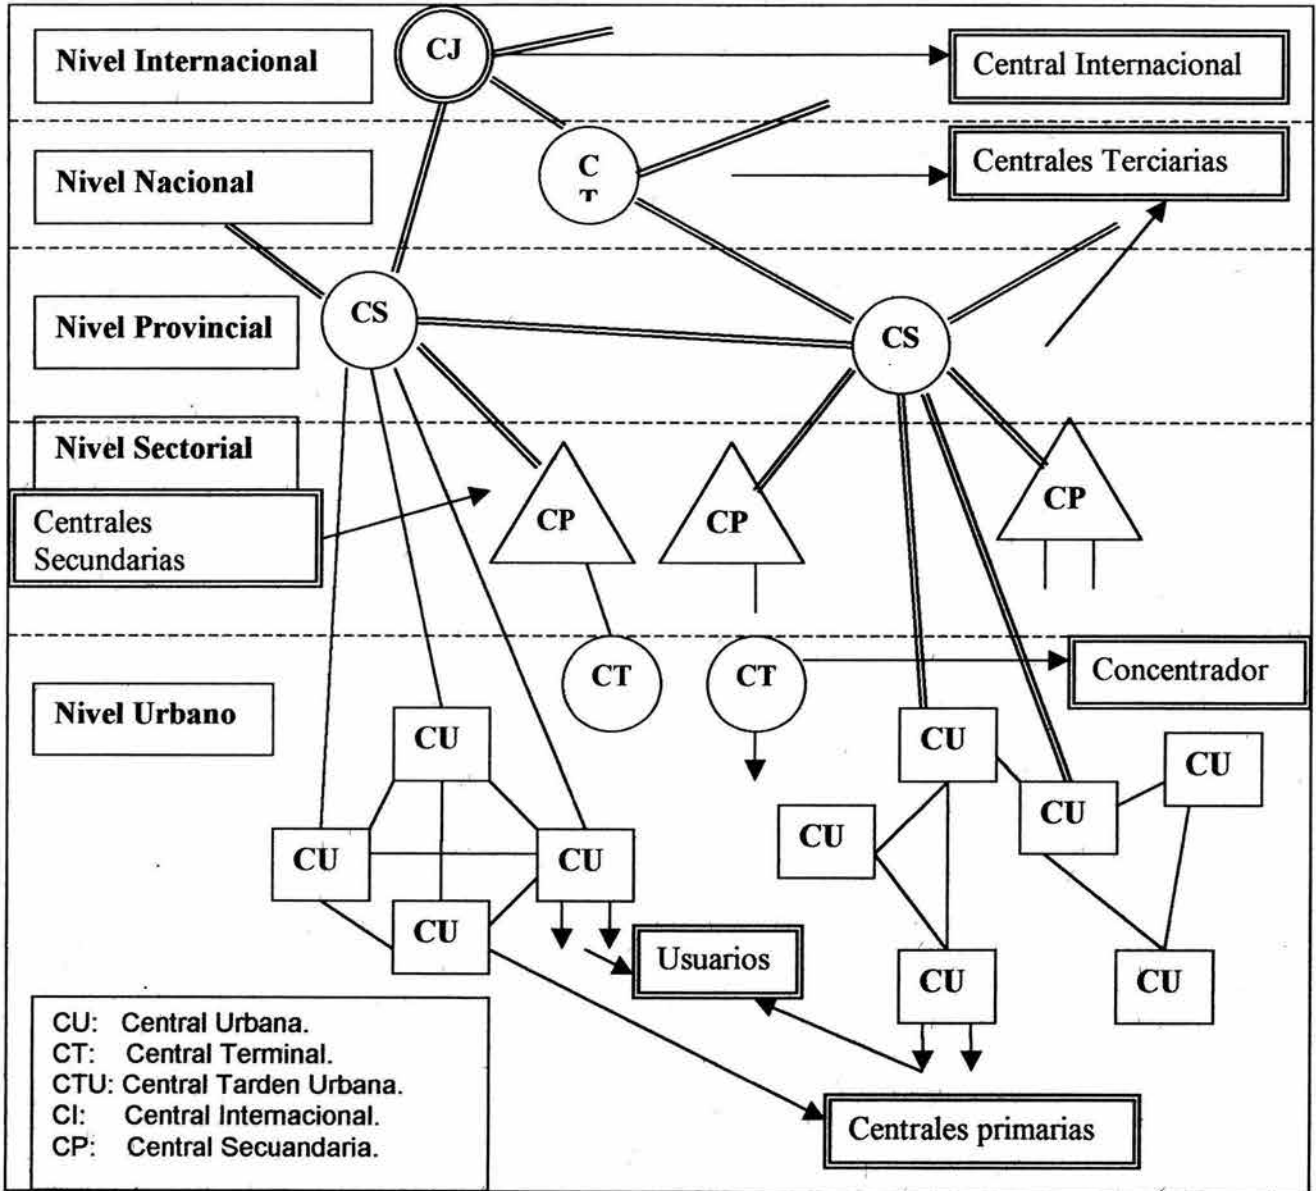 Nivel Internacional
CJ
Central Internacional
Nivel Nacional
C
T
Centrales Terciarias
Nivel Provincial
CS
CS
Nivel Sectorial
Centrales
Secundarias
CP
CP
CP
Nivel Urbano
CT
CT
Concentrador
CU
CU
CU
CU
CU
CU
CU
CU
CU
CU
Usuarios
CU: Central Urbana.
CT: Central Terminal.
CTU: Central Tarden Urbana.
CI: Central Internacional.
CP: Central Secuandaria.
Centrales primarias